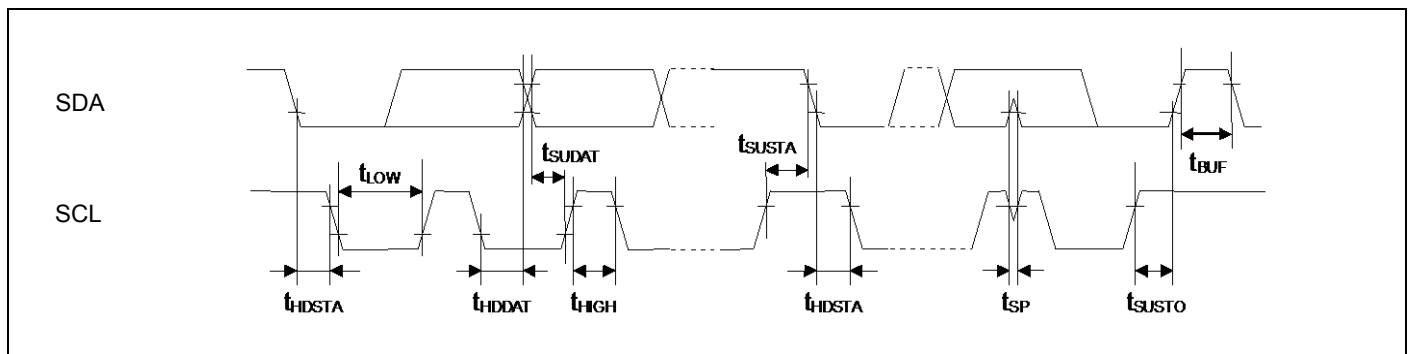 SDA
tSUDAT
tSUSTA
tBUF
tLOW
SCL
tHDSTA
tHDDAT
tHIGH
tHDSTA
tSP
tSUSTO